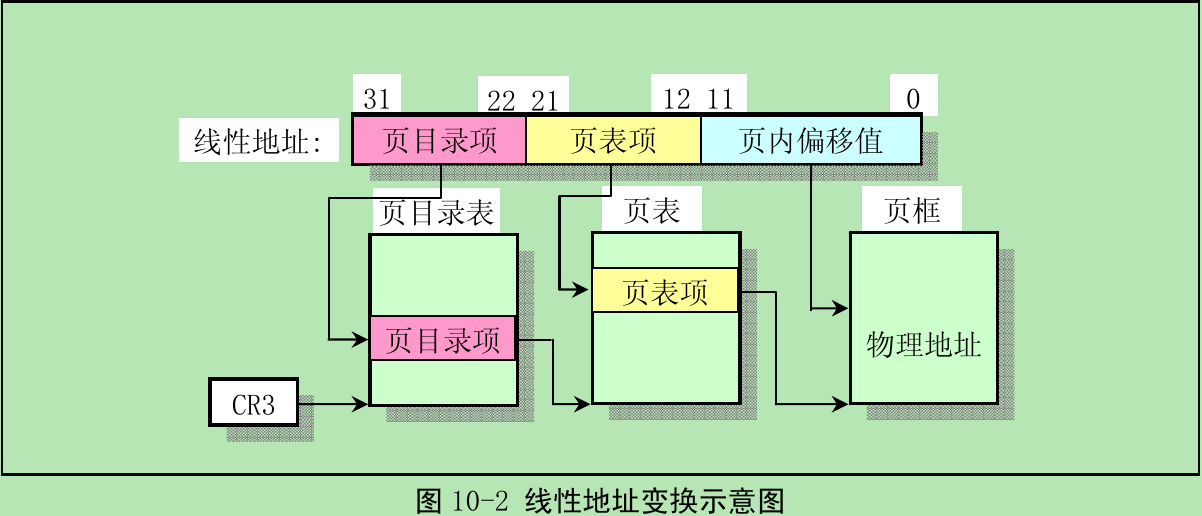 31 22 21 12 11 0
线性地址: 页目录项 页表项 页内偏移值
页目录表 页表 页框
页表项
页目录项 物理地址
CR3
图 10-2 线性地址变换示意图